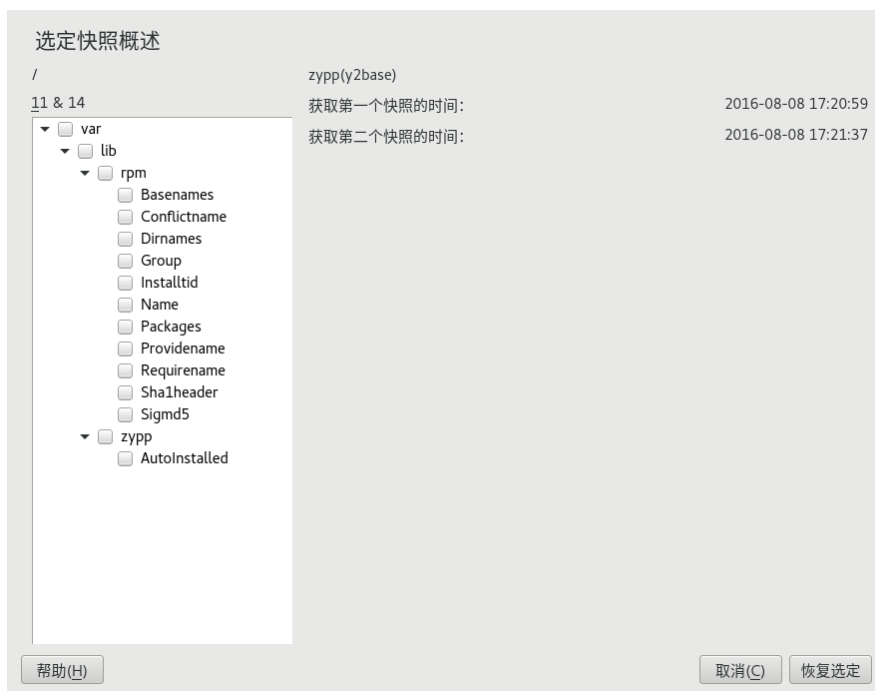 选定快照概述
/
11 & 14
var
lib
rpm
Basenames
Conflictname
Dirnames
Group
Installtid
Name
Packages
Providename
Requirename
Sha1header
Sigmd5
zypp
AutoInstalled
zypp(y2base)
获取第一个快照的时间： 2016-08-08 17:20:59
获取第二个快照的时间： 2016-08-08 17:21:37
帮助(H) 取消(C) 恢复选定